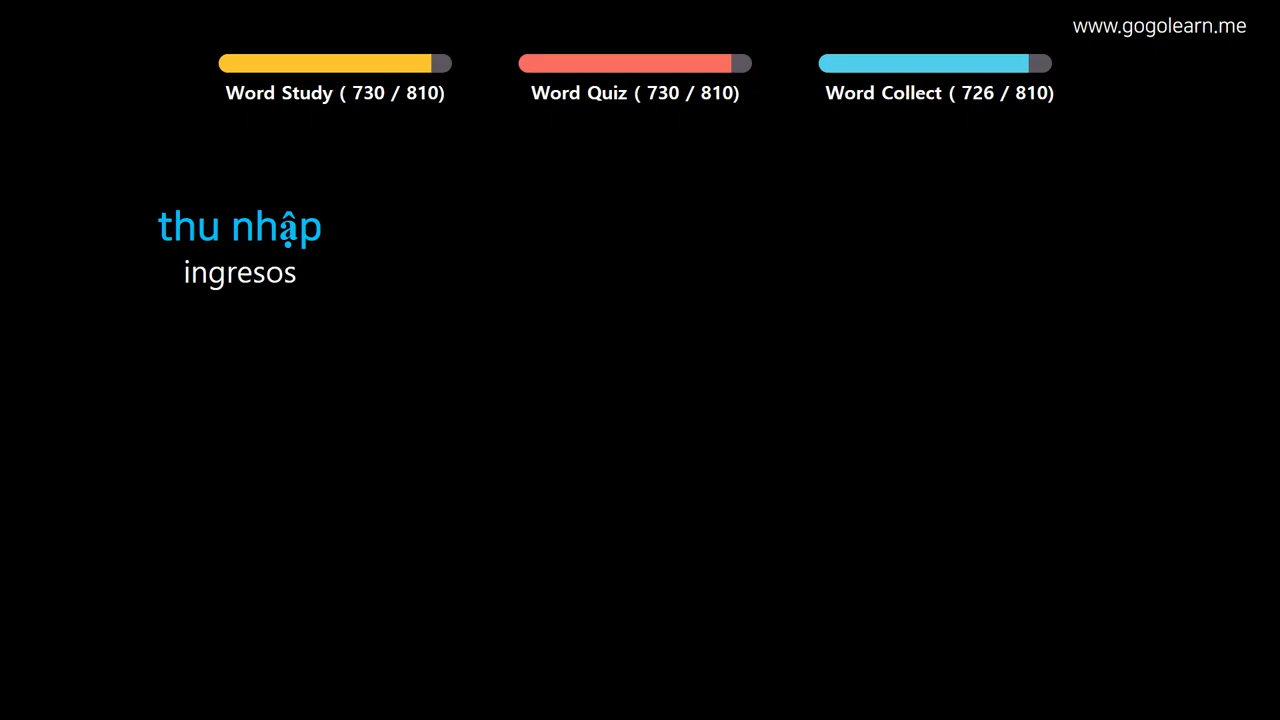 www.gogolearn.me
Word Study ( 730 / 810)
Word Quiz ( 730 / 810)
Word Collect ( 726 / 810)
thu nhập
ingresos